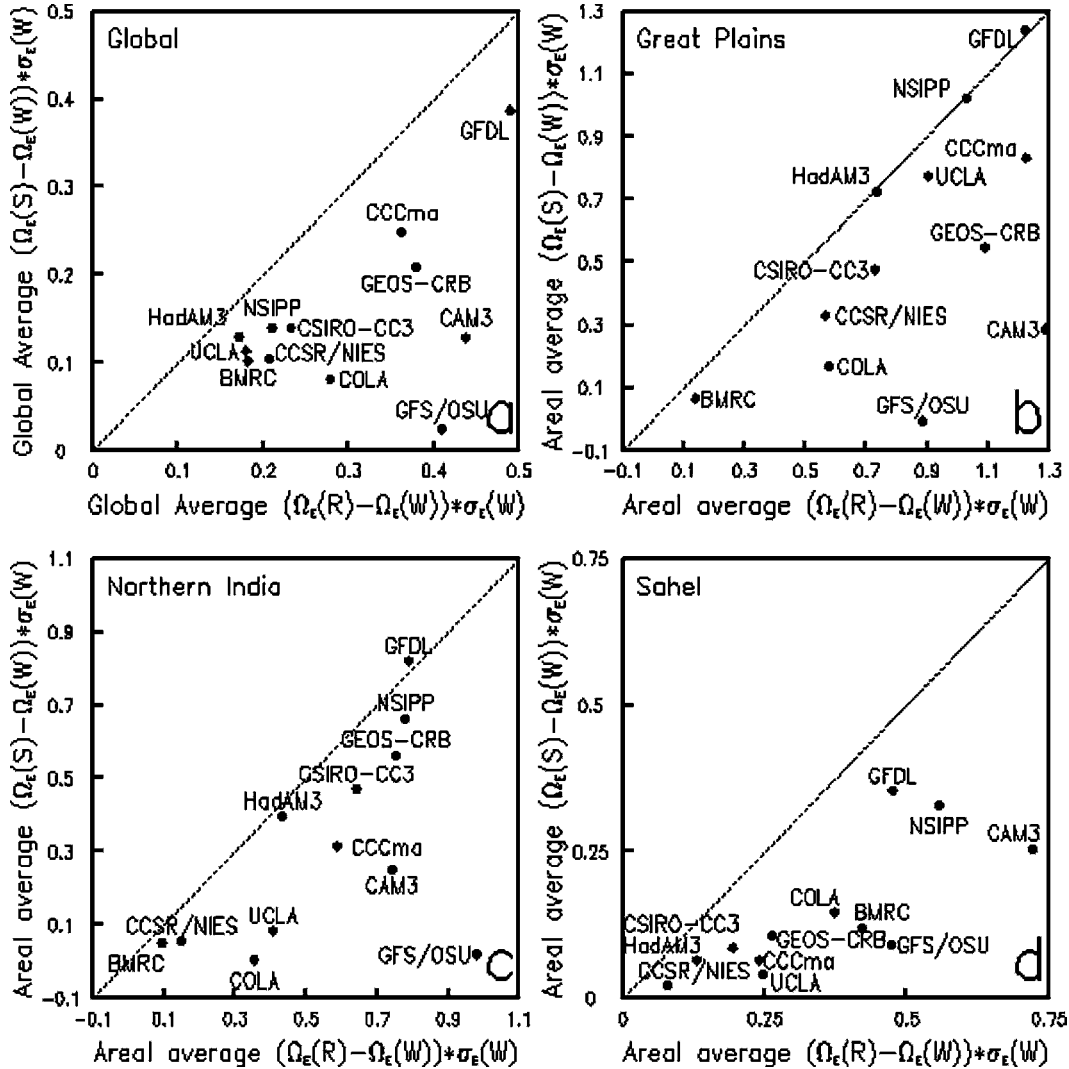 Global
Global Average (Ω_E(S)−Ω_E(W))*σ_E(W)
0.5
0.4
0.3
0.2
0.1
0
GFDL
CCCma
GEOS−CRB
HadAM3
NSIPP
CSIRO−CC3
CAM3
UCLA
CCSR/NIES
BMRC
COLA
GFS/OSU
a
0 0.1 0.2 0.3 0.4 0.5
Global Average (Ω_E(R)−Ω_E(W))*σ_E(W)
Great Plains
Areal average (Ω_E(S)−Ω_E(W))*σ_E(W)
1.3
1.1
0.9
0.7
0.5
0.3
0.1
−0.1
GFDL
NSIPP
CCCma
UCLA
HadAM3
GEOS−CRB
CSIRO−CC3
CCSR/NIES
CAM3
COLA
BMRC
GFS/OSU
b
−0.1 0.1 0.3 0.5 0.7 0.9 1.1 1.3
Areal average (Ω_E(R)−Ω_E(W))*σ_E(W)
Northern India
Areal average (Ω_E(S)−Ω_E(W))*σ_E(W)
1.1
0.9
0.7
0.5
0.3
0.1
−0.1
GFDL
NSIPP
GEOS−CRB
CSIRO−CC3
HadAM3
CCCma
CAM3
CCSR/NIES
UCLA
BMRC
COLA
GFS/OSU
c
−0.1 0.1 0.3 0.5 0.7 0.9 1.1
Areal average (Ω_E(R)−Ω_E(W))*σ_E(W)
Sahel
Areal average (Ω_E(S)−Ω_E(W))*σ_E(W)
0.75
0.5
0.25
0
GFDL
NSIPP
CAM3
COLA
BMRC
CSIRO−CC3
GEOS−CRB
GFS/OSU
HadAM3
CCCma
CCSR/NIES
UCLA
d
0 0.25 0.5 0.75
Areal average (Ω_E(R)−Ω_E(W))*σ_E(W)